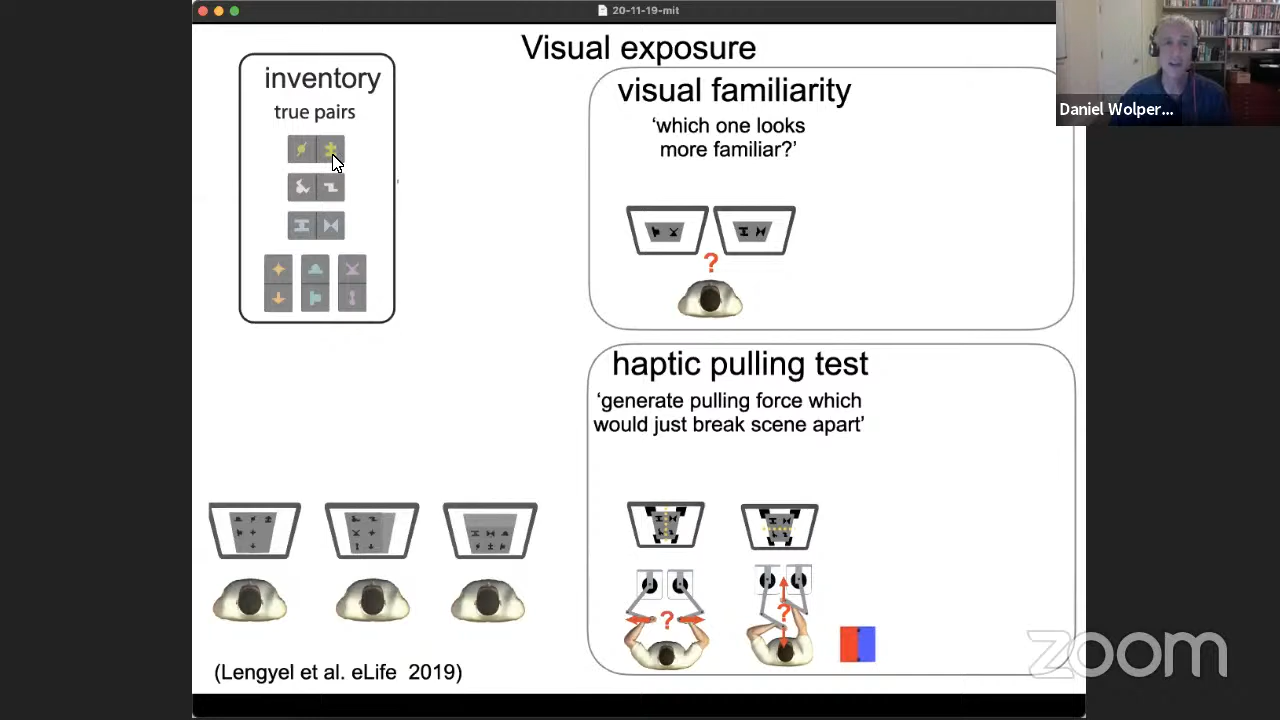 20-11-19-mit
Visual exposure
inventory
true pairs
visual familiarity
‘which one looks
more familiar?’
?
haptic pulling test
‘generate pulling force which
would just break scene apart’
? ?
(Lengyel et al. eLife 2019)
Daniel Wolper...
zoom